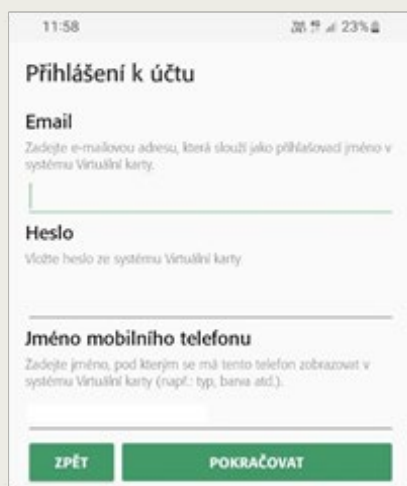 11:58
23%
Přihlášení k účtu
Email
Zadejte e-mailovou adresu, která slouží jako přihlašovací jméno v
systému Virtuální karty.
Heslo
Vložte heslo ze systému Virtuální karty
Jméno mobilního telefonu
Zadejte jméno, pod kterým se má tento telefon zobrazovat v
systému Virtuální karty (např.: typ, barva atd.).
ZPĚT
POKRAČOVAT